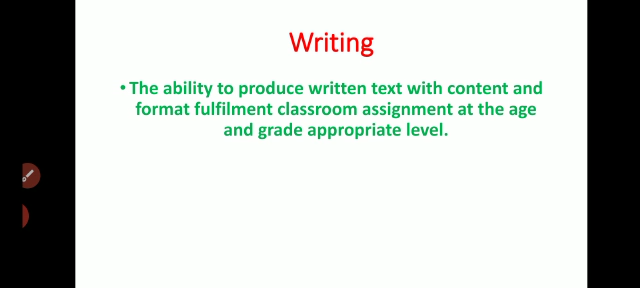 Writing
• The ability to produce written text with content and
format fulfilment classroom assignment at the age
and grade appropriate level.